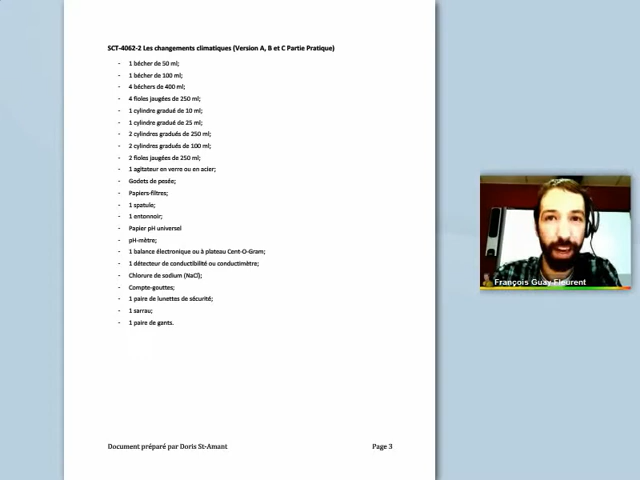 SCT-4062-2 Les changements climatiques (Version A, B et C Partie Pratique)
- 1 bécher de 50 ml;
- 1 bécher de 100 ml;
- 4 béchers de 400 ml;
- 4 fioles jaugées de 250 ml;
- 1 cylindre gradué de 10 ml;
- 1 cylindre gradué de 25 ml;
- 2 cylindres gradués de 250 ml;
- 2 cylindres gradués de 100 ml;
- 2 fioles jaugées de 250 ml;
- 1 agitateur en verre ou en acier;
- Godets de pesée;
- Papiers-filtres;
- 1 spatule;
- 1 entonnoir;
- Papier pH universel
- pH-mètre;
- 1 balance électronique ou à plateau Cent-O-Gram;
- 1 détecteur de conductibilité ou conductimètre;
- Chlorure de sodium (NaCl);
- Compte-gouttes;
- 1 paire de lunettes de sécurité;
- 1 sarrau;
- 1 paire de gants.
Document préparé par Doris St-Amant Page 3
François Guay-Fleurent